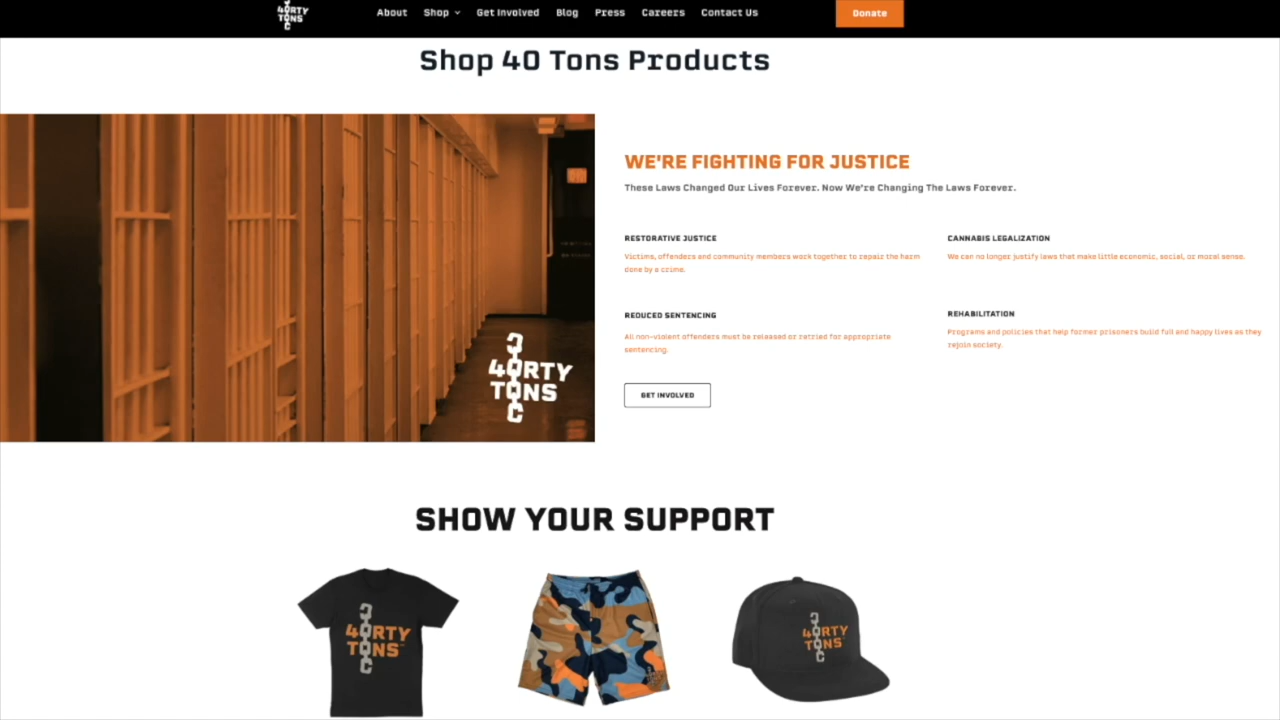 4ORTY
TONS
About Shop Get Involved Blog Press Careers Contact Us Donate
Shop 40 Tons Products
WE'RE FIGHTING FOR JUSTICE
These Laws Changed Our Lives Forever. Now We're Changing The Laws Forever.
RESTORATIVE JUSTICE
Victims, offenders and community members work together to repair the harm
done by a crime.
CANNABIS LEGALIZATION
We can no longer justify laws that make little economic, social, or moral sense.
REDUCED SENTENCING
All non-violent offenders must be released or retried for appropriate
sentencing.
REHABILITATION
Programs and policies that help former prisoners build full and happy lives as they
rejoin society.
4ORTY
TONS
GET INVOLVED
SHOW YOUR SUPPORT
4ORTY
TONS
4ORTY
TONS